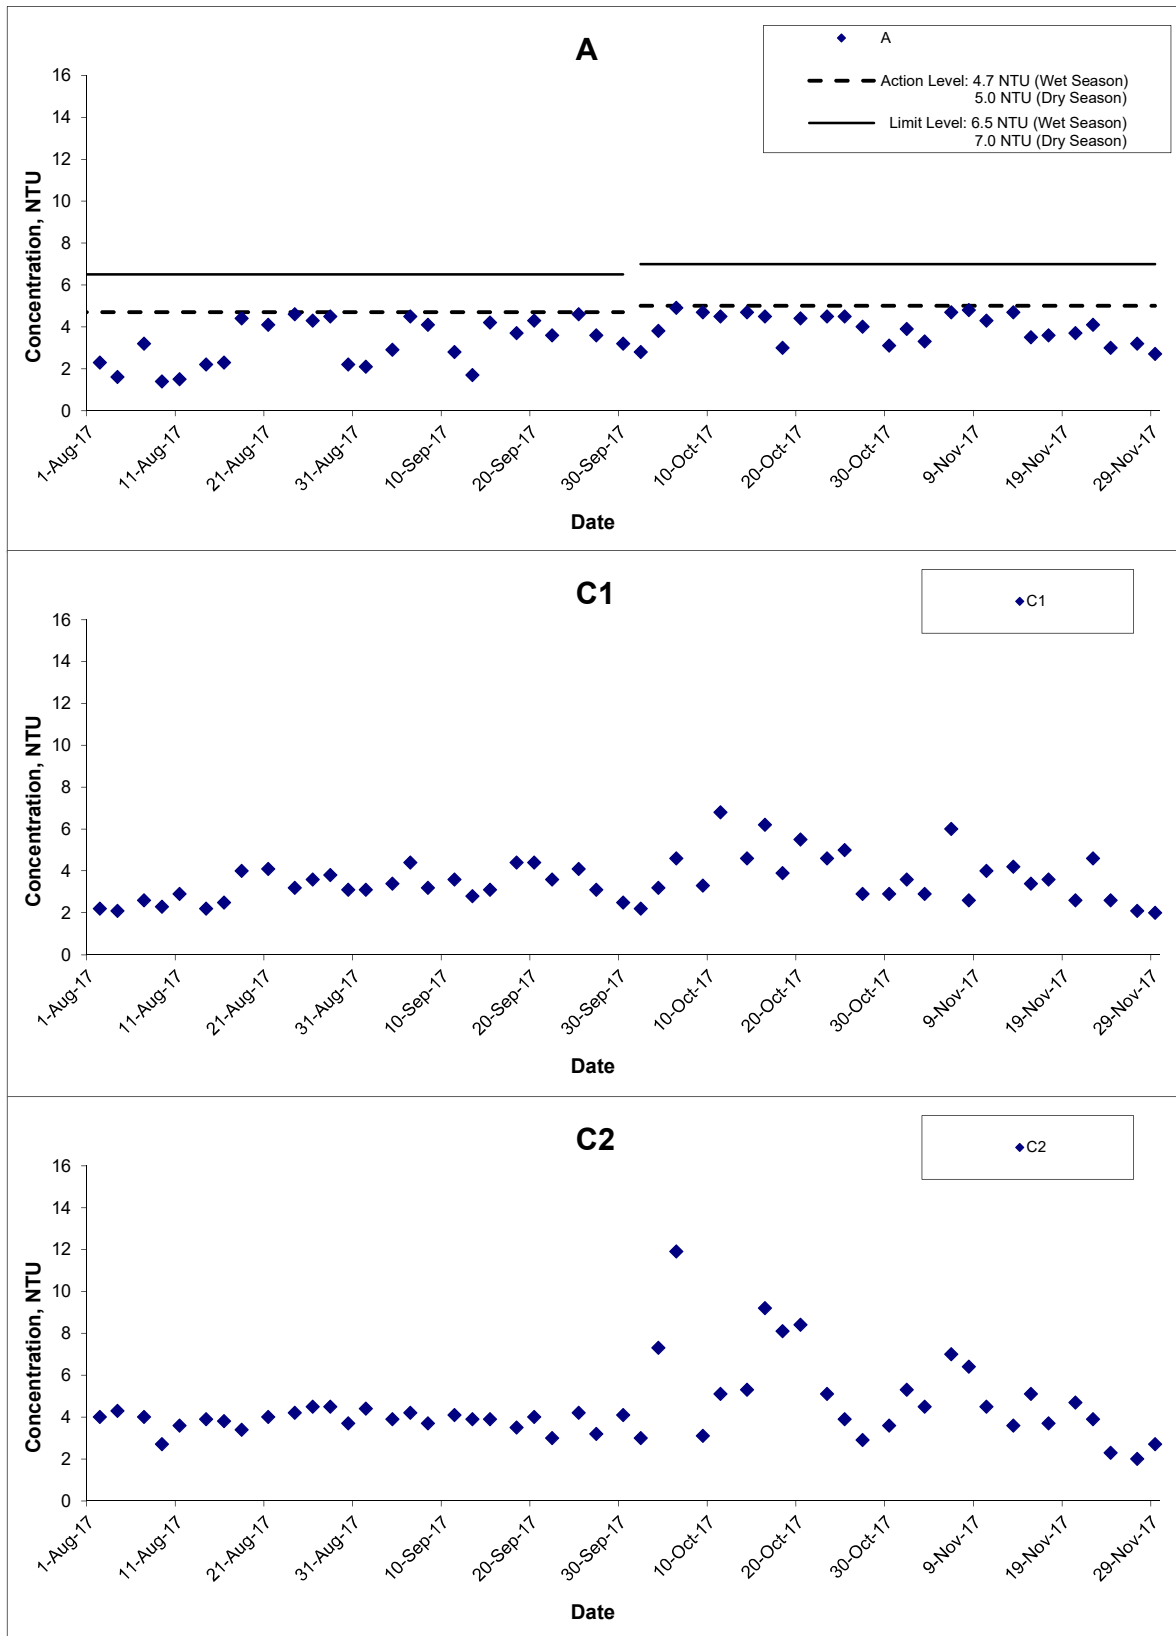 A
A
Action Level: 4.7 NTU (Wet Season)
5.0 NTU (Dry Season)
Limit Level: 6.5 NTU (Wet Season)
7.0 NTU (Dry Season)
Concentration, NTU
16
14
12
10
8
6
4
2
0
1-Aug-17
11-Aug-17
21-Aug-17
31-Aug-17
10-Sep-17
20-Sep-17
30-Sep-17
10-Oct-17
20-Oct-17
30-Oct-17
9-Nov-17
19-Nov-17
29-Nov-17
Date
C1
C1
Concentration, NTU
16
14
12
10
8
6
4
2
0
1-Aug-17
11-Aug-17
21-Aug-17
31-Aug-17
10-Sep-17
20-Sep-17
30-Sep-17
10-Oct-17
20-Oct-17
30-Oct-17
9-Nov-17
19-Nov-17
29-Nov-17
Date
C2
C2
Concentration, NTU
16
14
12
10
8
6
4
2
0
1-Aug-17
11-Aug-17
21-Aug-17
31-Aug-17
10-Sep-17
20-Sep-17
30-Sep-17
10-Oct-17
20-Oct-17
30-Oct-17
9-Nov-17
19-Nov-17
29-Nov-17
Date